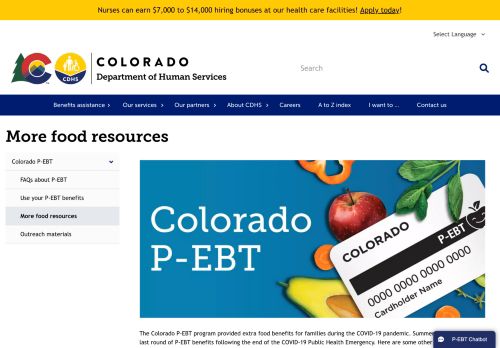 Nurses can earn $7,000 to $14,000 hiring bonuses at our health care facilities! Apply today!
Select Language
CDHS
COLORADO
Department of Human Services
Search
Benefits assistance
Our services
Our partners
About CDHS
Careers
A to Z index
I want to ...
Contact us
More food resources
Colorado P-EBT
FAQs about P-EBT
Use your P-EBT benefits
More food resources
Outreach materials
Colorado
P-EBT
COLORADO
P-EBT
0000 0000 0000 0000
Cardholder Name
The Colorado P-EBT program provided extra food benefits for families during the COVID-19 pandemic. Summe
last round of P-EBT benefits following the end of the COVID-19 Public Health Emergency. Here are some other
P-EBT Chatbot